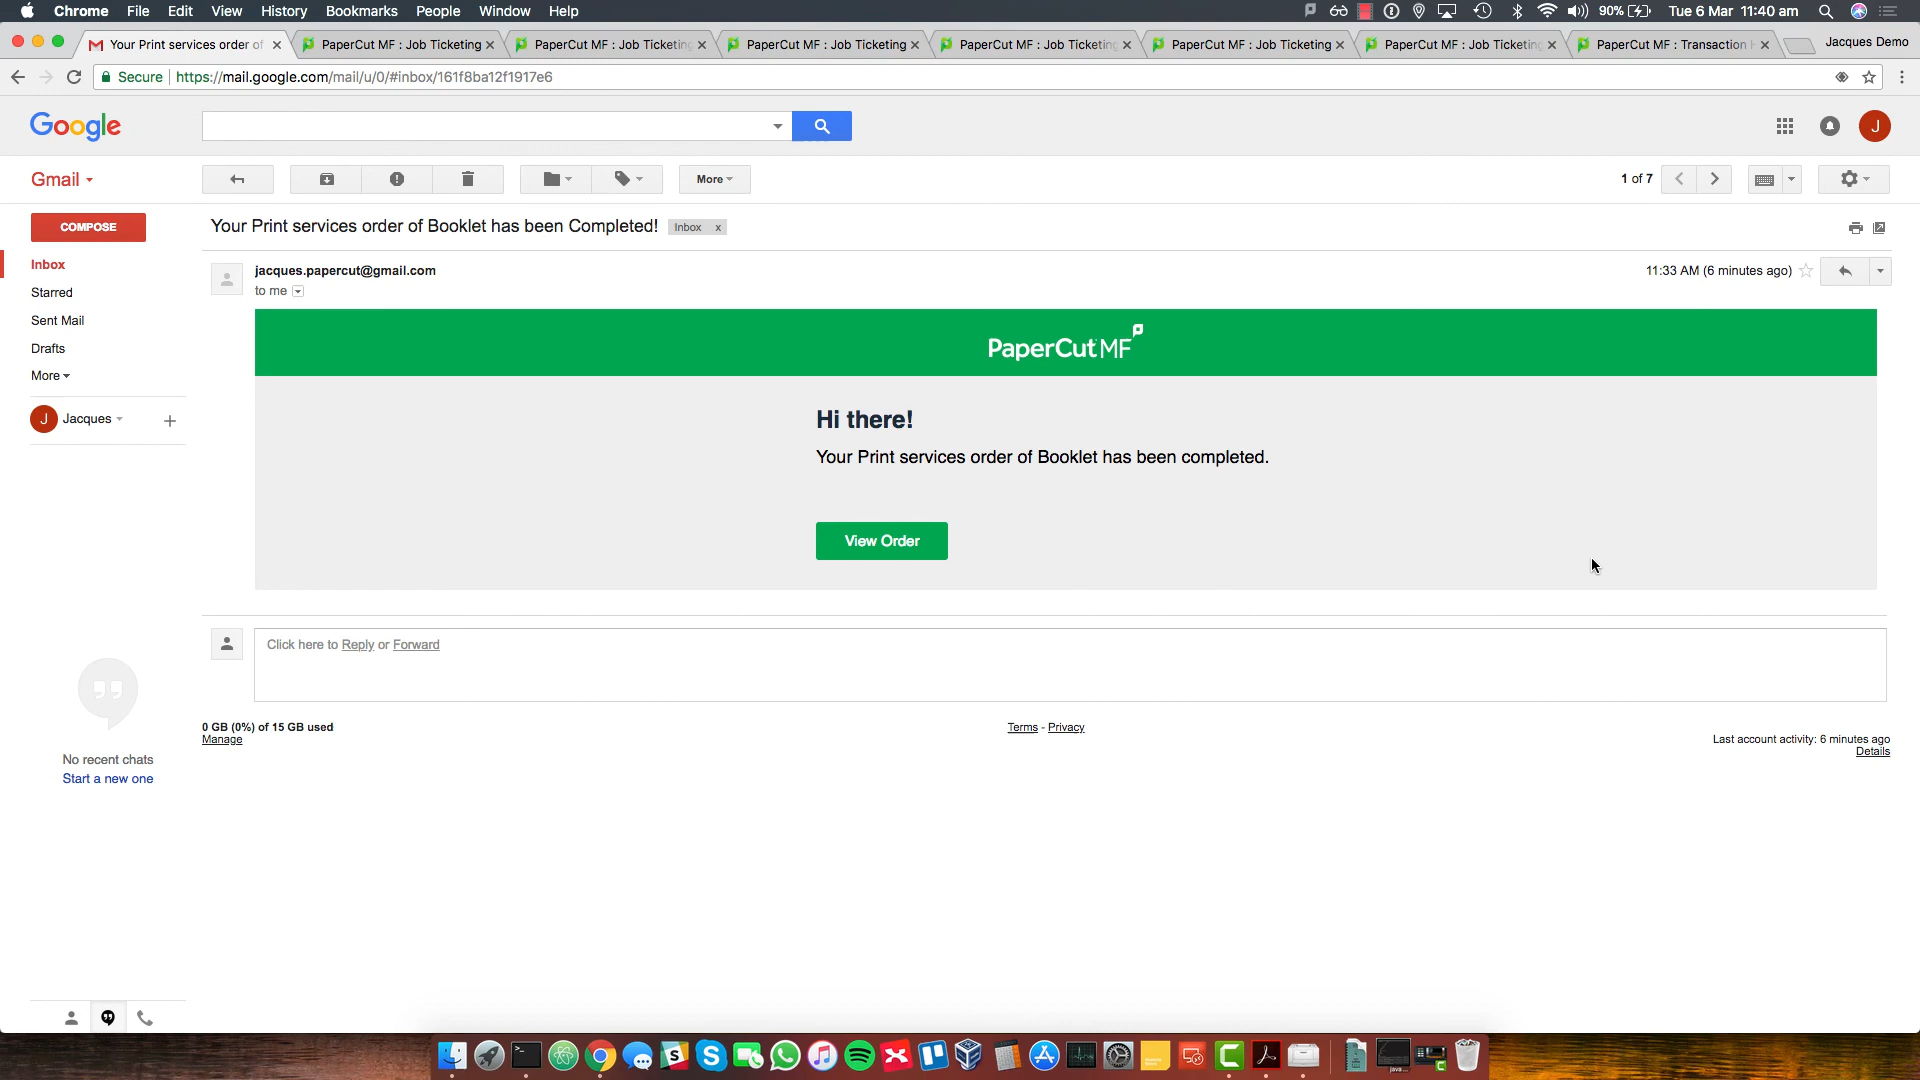 Chrome File Edit View History Bookmarks People Window Help 90% Tue 6 Mar 11:40 am
Your Print services order of PaperCut MF : Job Ticketing PaperCut MF : Job Ticketing PaperCut MF : Job Ticketing PaperCut MF : Job Ticketing PaperCut MF : Job Ticketing PaperCut MF : Job Ticketing PaperCut MF : Transaction Jacques Demo
Secure https://mail.google.com/mail/u/0/#inbox/161f8ba12f1917e6
Google J
Gmail More 1 of 7
COMPOSE Your Print services order of Booklet has been Completed! Inbox x
Inbox jacques.papercut@gmail.com 11:33 AM (6 minutes ago)
Starred to me
Sent Mail
Drafts PaperCut MF
More
J Jacques +
Hi there!
Your Print services order of Booklet has been completed.
View Order
Click here to Reply or Forward
0 GB (0%) of 15 GB used Terms - Privacy
Manage Last account activity: 6 minutes ago
Details
No recent chats
Start a new one